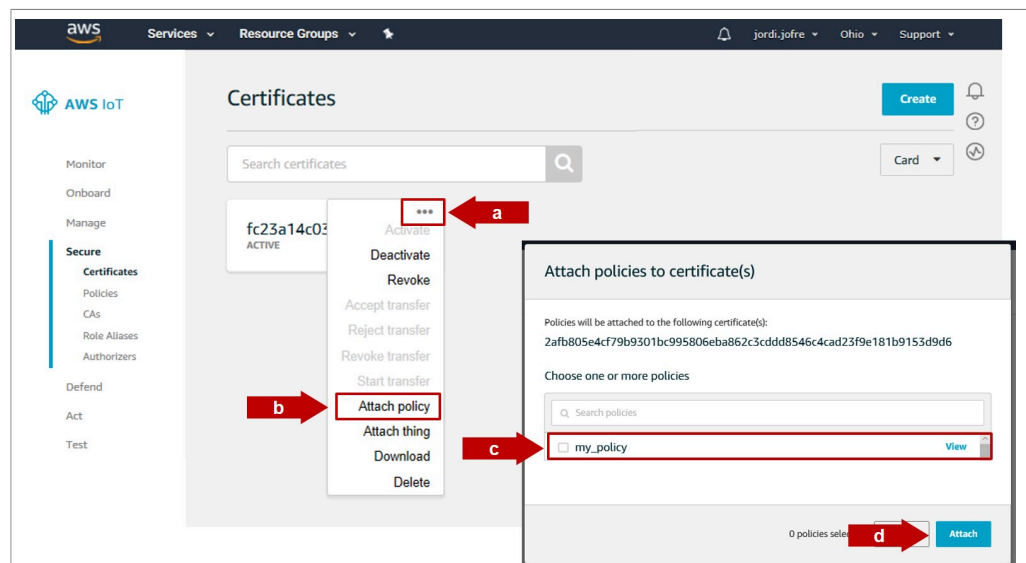 aws Services Resource Groups jordi.jofre Ohio Support
AWS IoT
Monitor
Onboard
Manage
Secure
Certificates
Policies
CAs
Role Aliases
Authorizers
Defend
Act
Test
Certificates
Create
Search certificates
Card
fc23a14c03
ACTIVE
•••
Activate
Deactivate
Revoke
Accept transfer
Reject transfer
Revoke transfer
Start transfer
Attach policy
Attach thing
Download
Delete
a
b
c
d
Attach policies to certificate(s)
Policies will be attached to the following certificate(s):
2afb805e4cf79b9301bc995806eba862c3cddd8546c4cad23f9e181b9153d9d6
Choose one or more policies
Search policies
my_policy View
0 policies selec
Attach